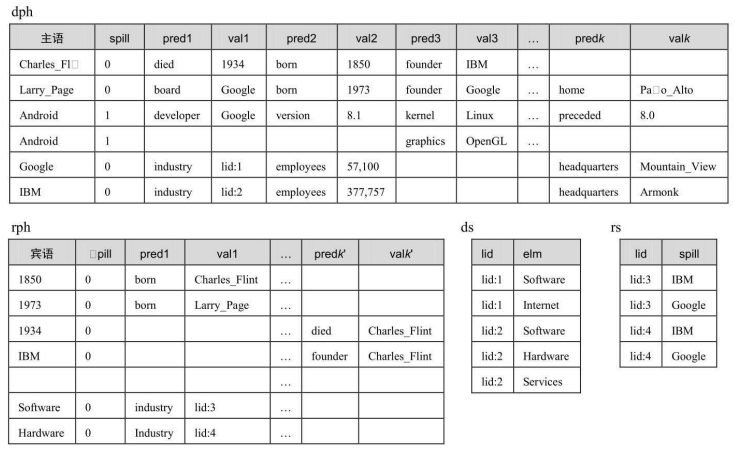 dph
主语 spill pred1 val1 pred2 val2 pred3 val3 … predk valk
0 died 1934 born 1850 founder IBM …
Larry_Page 0 board Google born 1973 founder Google … home
Android 1 developer Google version 8.1 kernel Linux … preceded 8.0
Android 1 graphics OpenGL …
Google 0 industry lid:1 employees 57,100 headquarters Mountain_View
IBM 0 industry lid:2 employees 377,757 headquarters Armonk
rph
宾语 pred1 val1 … predk' valk'
1850 0 born Charles_Flint …
1973 0 born Larry_Page …
1934 0 … died Charles_Flint
IBM 0 … founder Charles_Flint
…
Software 0 industry lid:3 …
Hardware 0 Industry lid:4 …
ds
lid elm
lid:1 Software
lid:1 Internet
lid:2 Software
lid:2 Hardware
lid:2 Services
rs
lid spill
lid:3 IBM
lid:3 Google
lid:4 IBM
lid:4 Google